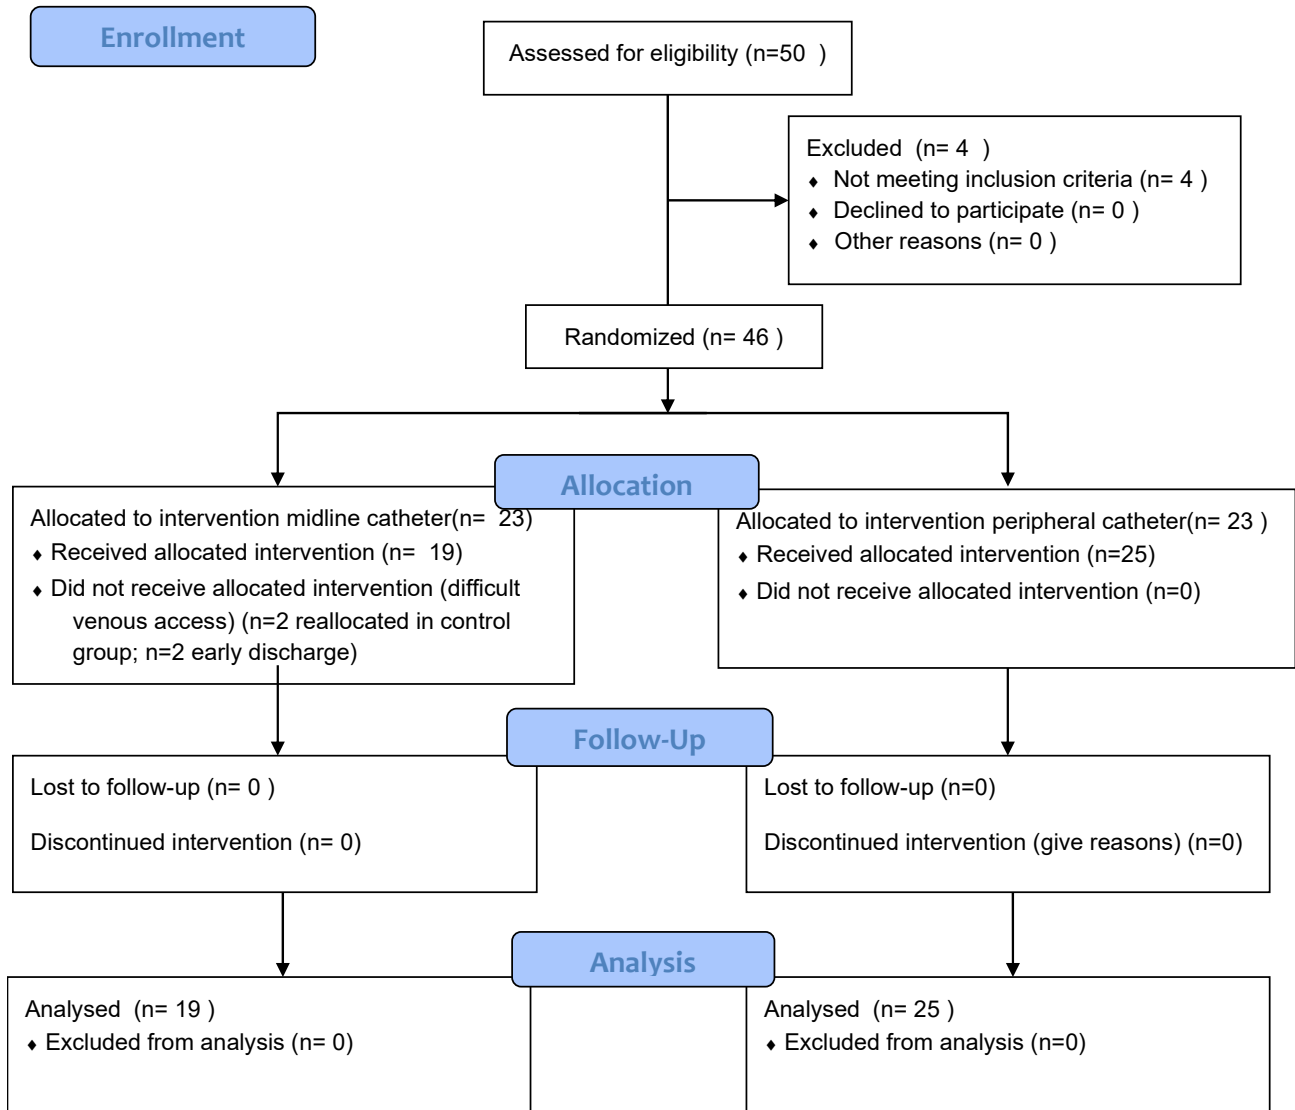 Enrollment
Assessed for eligibility (n=50 )
Excluded (n= 4 )
♦ Not meeting inclusion criteria (n= 4 )
♦ Declined to participate (n= 0 )
♦ Other reasons (n= 0 )
Randomized (n= 46 )
Allocation
Allocated to intervention midline catheter(n= 23)
♦ Received allocated intervention (n= 19)
♦ Did not receive allocated intervention (difficult
venous access) (n=2 reallocated in control
group; n=2 early discharge)
Allocated to intervention peripheral catheter(n= 23 )
♦ Received allocated intervention (n=25)
♦ Did not receive allocated intervention (n=0)
Follow-Up
Lost to follow-up (n= 0 )
Discontinued intervention (n= 0)
Lost to follow-up (n=0)
Discontinued intervention (give reasons) (n=0)
Analysis
Analysed (n= 19 )
♦ Excluded from analysis (n= 0)
Analysed (n= 25 )
♦ Excluded from analysis (n=0)